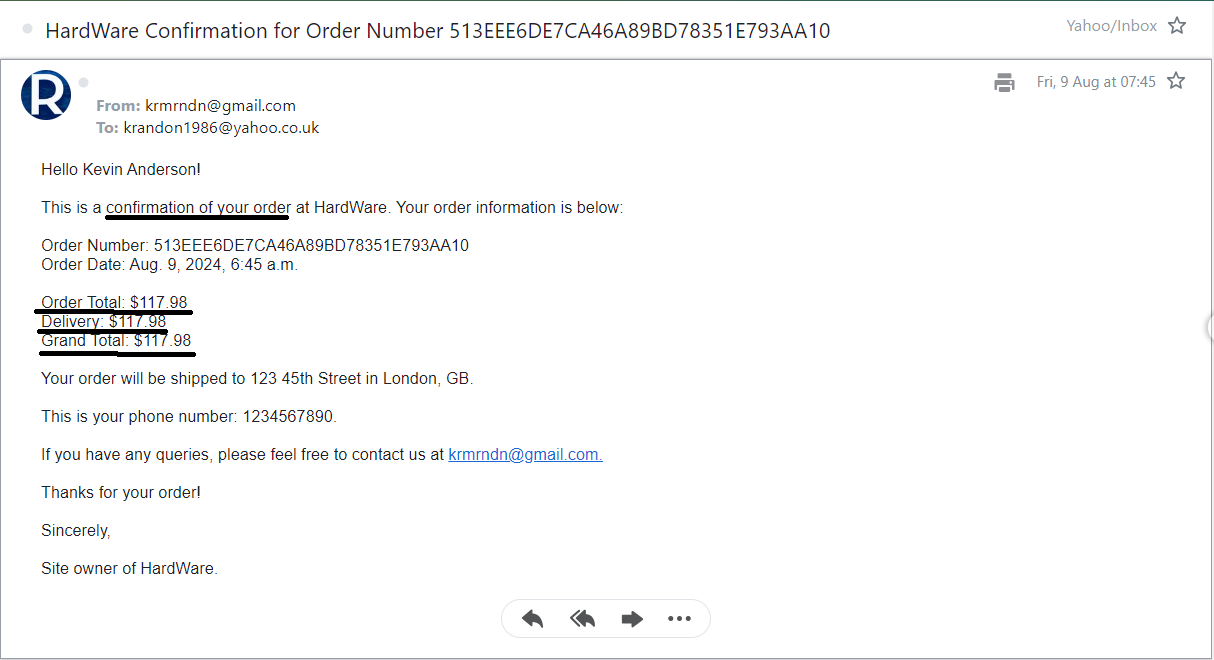 HardWare Confirmation for Order Number 513EEE6DE7CA46A89BD78351E793AA10
Yahoo/Inbox
R
Fri, 9 Aug at 07:45
From: krmrndn@gmail.com
To: krandon1986@yahoo.co.uk
Hello Kevin Anderson!
This is a confirmation of your order at HardWare. Your order information is below:
Order Number: 513EEE6DE7CA46A89BD78351E793AA10
Order Date: Aug. 9, 2024, 6:45 a.m.
Order Total: $117.98
Delivery: $117.98
Grand Total: $117.98
Your order will be shipped to 123 45th Street in London, GB.
This is your phone number: 1234567890.
If you have any queries, please feel free to contact us at krmrndn@gmail.com.
Thanks for your order!
Sincerely,
Site owner of HardWare.